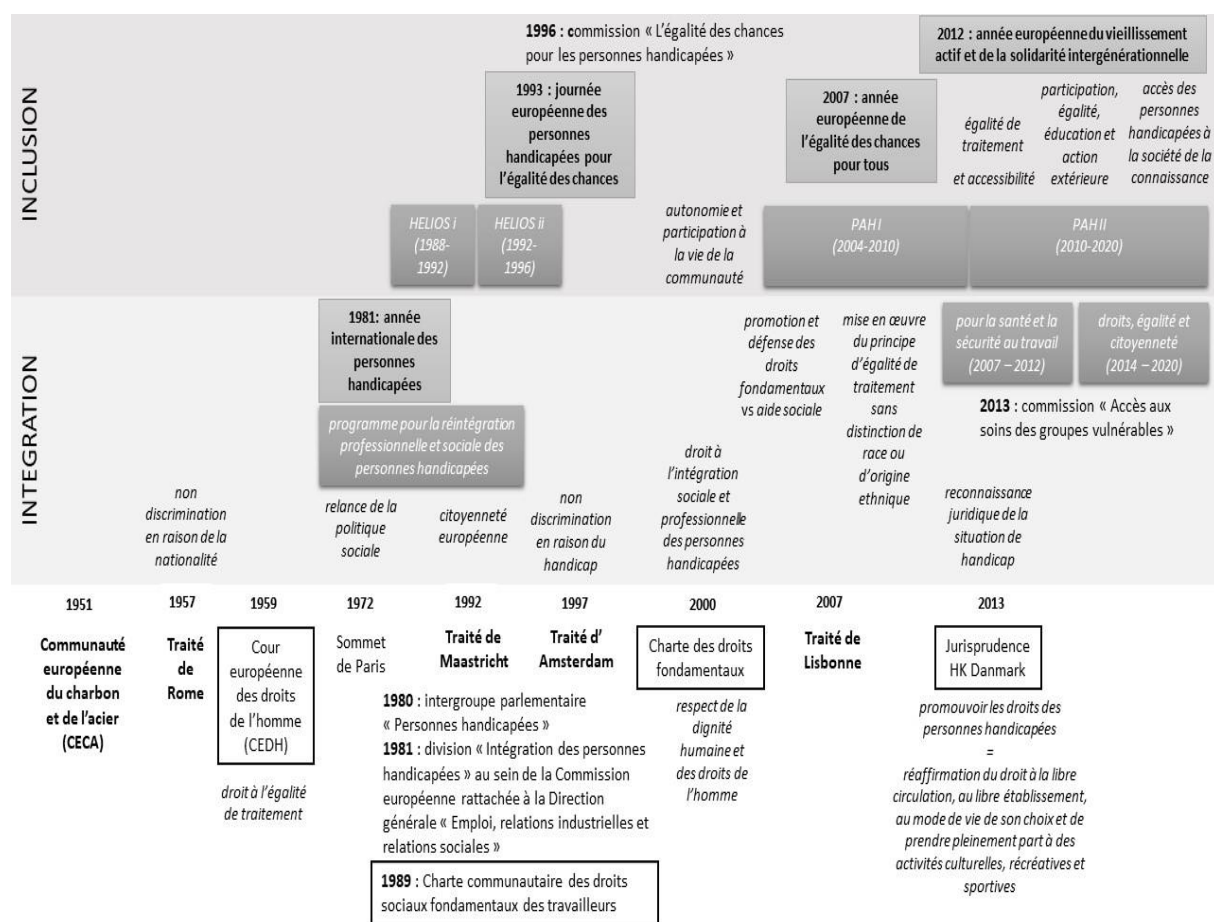 INCLUSION
1996 : commission « L'égalité des chances
pour les personnes handicapées »
2012 : année européenne du vieillissement
actif et de la solidarité intergénérationnelle
1993 : journée
européenne des
personnes
handicapées pour
l'égalité des chances
2007 : année
européenne de
l'égalité des chances
pour tous
égalité de
traitement
et accessibilité
participation,
égalité,
éducation et
action
extérieure
accès des
personnes
handicapées à
la société de la
connaissance
HELIOS i
(1988-
1992)
HELIOS ii
(1992-
1996)
autonomie et
participation à
la vie de la
communauté
PAH I
(2004-2010)
PAH II
(2010-2020)
INTEGRATION
1981: année
internationale des
personnes
handicapées
programme pour la réintégration
professionnelle et sociale des
personnes handicapées
promotion et
défense des
droits
fondamentaux
vs aide sociale
mise en œuvre
du principe
d'égalité de
traitement
sans
distinction de
race ou
d'origine
ethnique
pour la santé et la
sécurité au travail
(2007 – 2012)
droits, égalité et
citoyenneté
(2014 – 2020)
2013 : commission « Accès aux
soins des groupes vulnérables »
non
discrimination
en raison de la
nationalité
relance de la
politique
sociale
citoyenneté
européenne
non
discrimination
en raison du
handicap
droit à
l'intégration
sociale et
professionnelle
des personnes
handicapées
reconnaissance
juridique de la
situation de
handicap
1951
Communauté
européenne
du charbon
et de l'acier
(CECA)
1957
Traité
de
Rome
1959
Cour
européenne
des droits
de l'homme
(CEDH)
droit à l'égalité
de traitement
1972
Sommet
de Paris
1992
Traité de
Maastricht
1997
Traité d'
Amsterdam
2000
Charte des droits
fondamentaux
respect de la
dignité
humaine et
des droits de
l'homme
2007
Traité de
Lisbonne
2013
Jurisprudence
HK Danmark
promouvoir les droits des
personnes handicapées
=
réaffirmation du droit à la libre
circulation, au libre établissement,
au mode de vie de son choix et de
prendre pleinement part à des
activités culturelles, récréatives et
sportives
1980 : intergroupe parlementaire
« Personnes handicapées »
1981 : division « Intégration des personnes
handicapées » au sein de la Commission
européenne rattachée à la Direction
générale « Emploi, relations industrielles et
relations sociales »
1989 : Charte communautaire des droits
sociaux fondamentaux des travailleurs